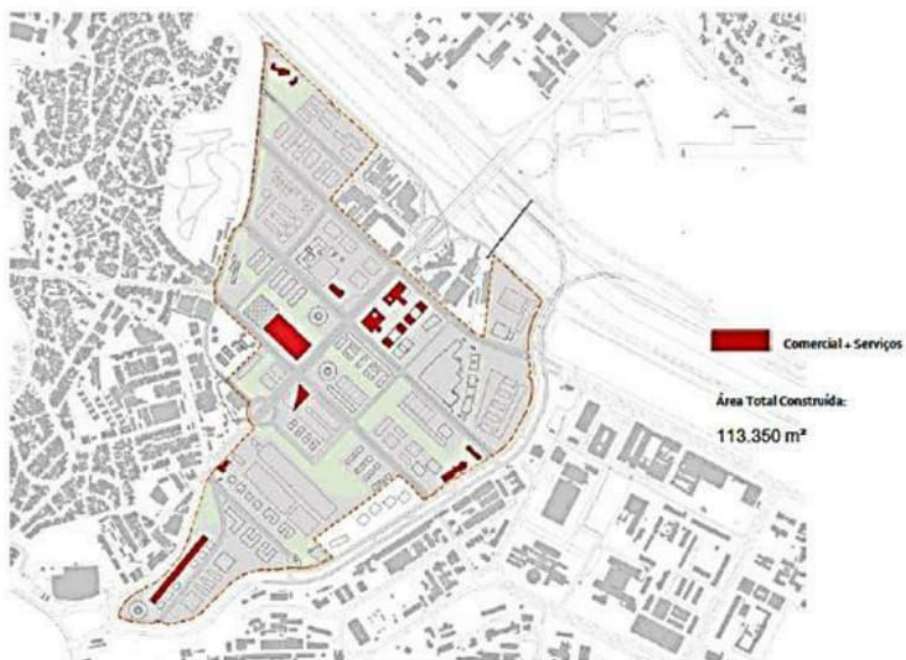 Comercial + Serviços
Área Total Construída:
113.350 m²